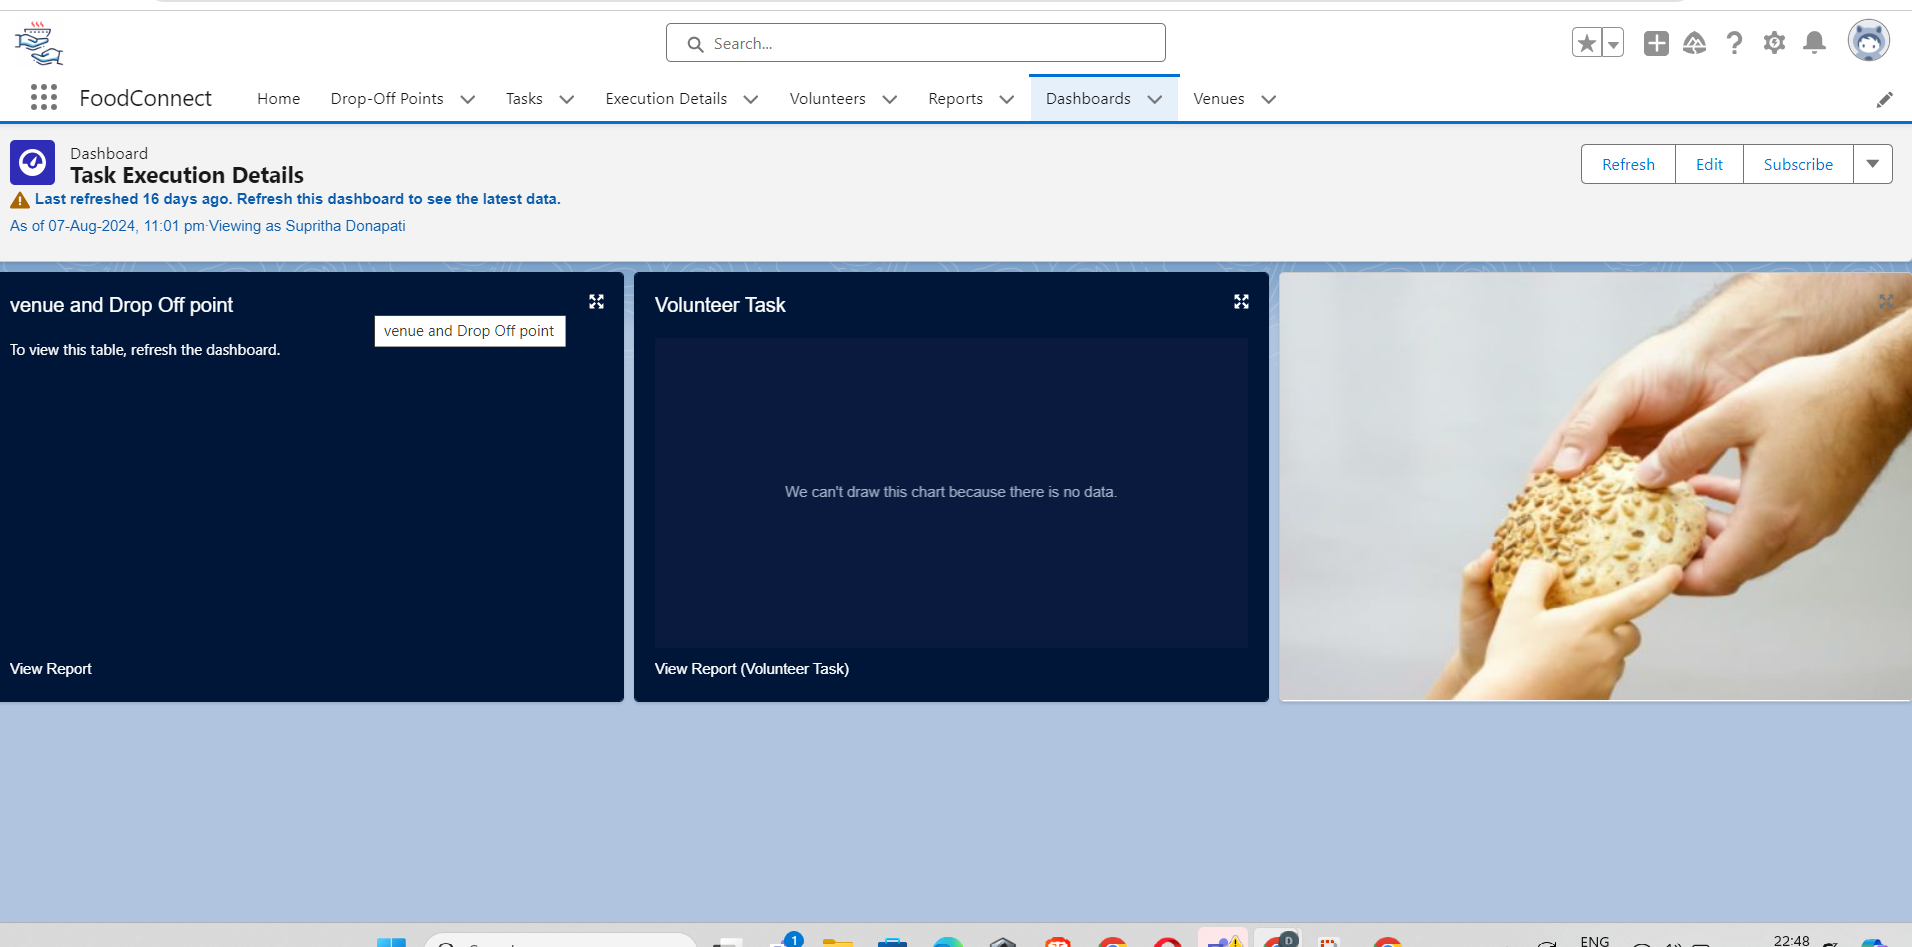 Search...
FoodConnect
Home
Drop-Off Points
Tasks
Execution Details
Volunteers
Reports
Dashboards
Venues
Dashboard
Task Execution Details
Last refreshed 16 days ago. Refresh this dashboard to see the latest data.
As of 07-Aug-2024, 11:01 pm·Viewing as Supritha Donapati
Refresh
Edit
Subscribe
venue and Drop Off point
venue and Drop Off point
To view this table, refresh the dashboard.
View Report
Volunteer Task
We can't draw this chart because there is no data.
View Report (Volunteer Task)
1
D
ENG
22:48